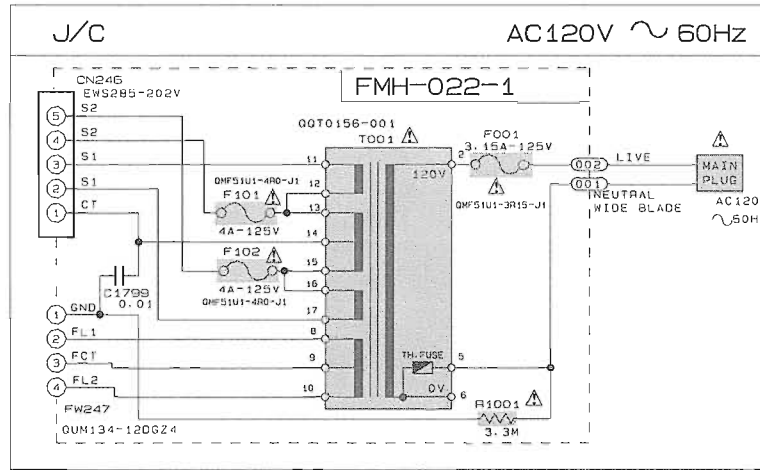 J/C
AC120V ～ 60Hz
FMH-022-1
CN246
EWS285-202V
5 S2
4 S2
3 S1
2 S1
1 CT
C1799
0.01
1 GND
2 FL1
3 FCT
4 FL2
FW247
QUM134-12DGZ4
QMF51U1-4R0-J1
F101
4A-125V
F102
4A-125V
QMF51U1-4R0-J1
QQT0156-001
T001
11
12
13
14
15
16
17
8
9
10
120V
2
TH.FUSE
5
0V
6
F001
3.15A-125V
QMF51U1-3R15-J1
R1001
3.3M
002 LIVE
001
NEUTRAL
WIDE BLADE
MAIN
PLUG
AC120
～60H